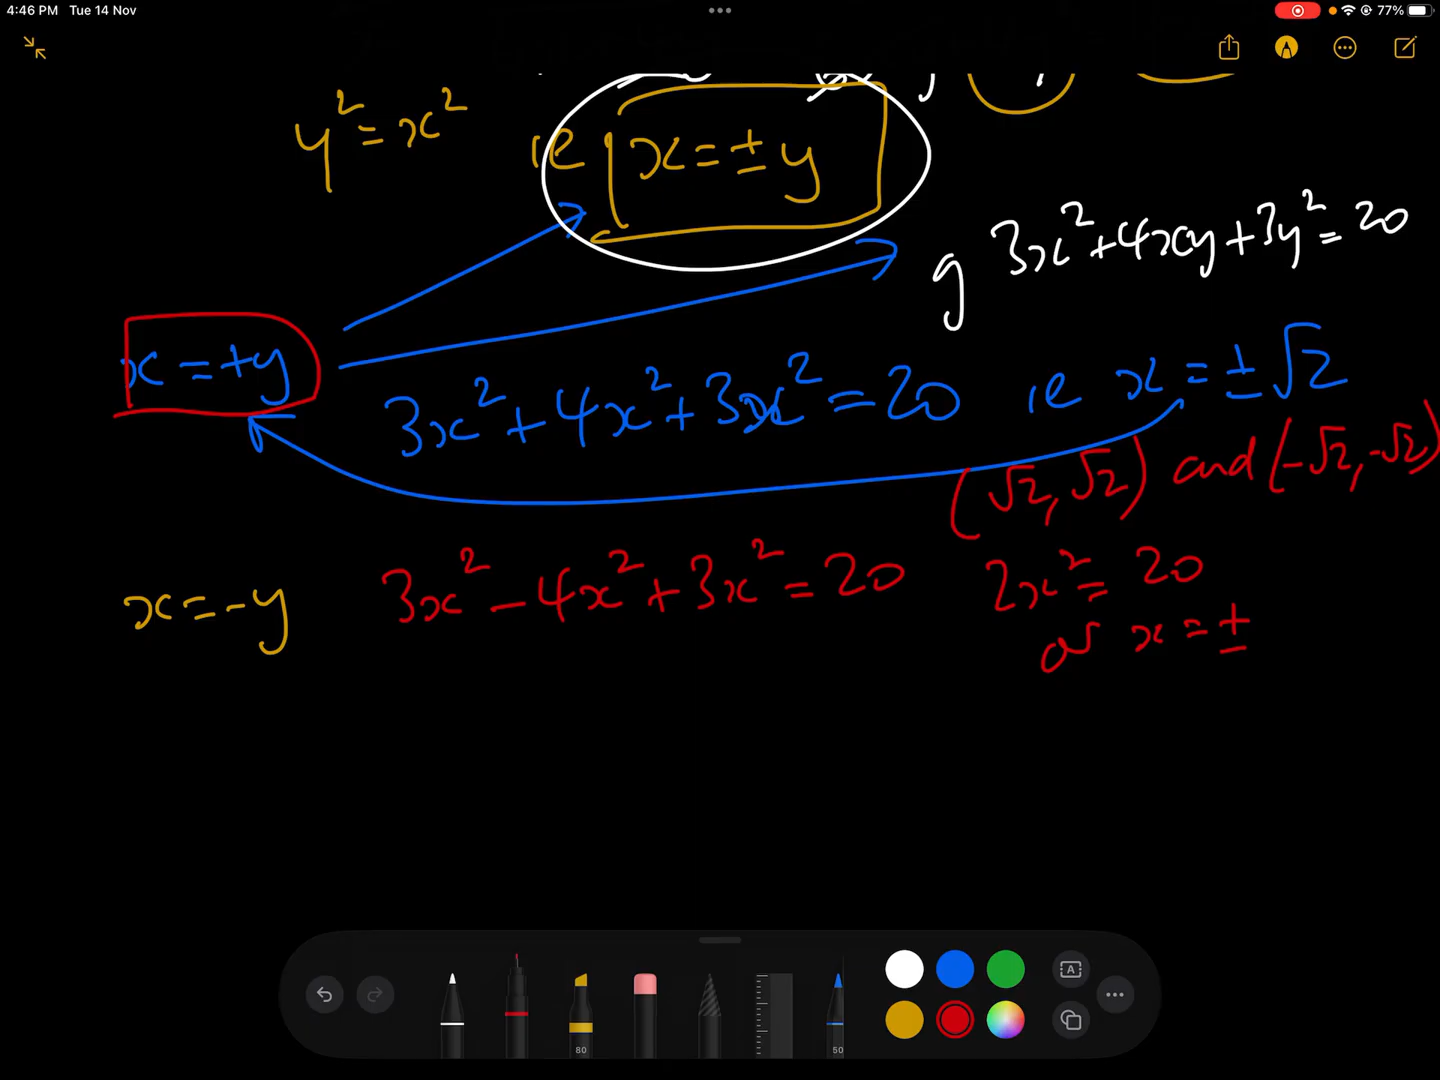 4:46 PM Tue 14 Nov
77%
y² = x² ie x = ± y
g 3x² + 4xy + 3y² = 20
x = +y 3x² + 4x² + 3x² = 20 ie x = ± √2
(√2, √2) and (-√2, -√2)
x = -y 3x² - 4x² + 3x² = 20 2x² = 20
or x = ±
80
50
A